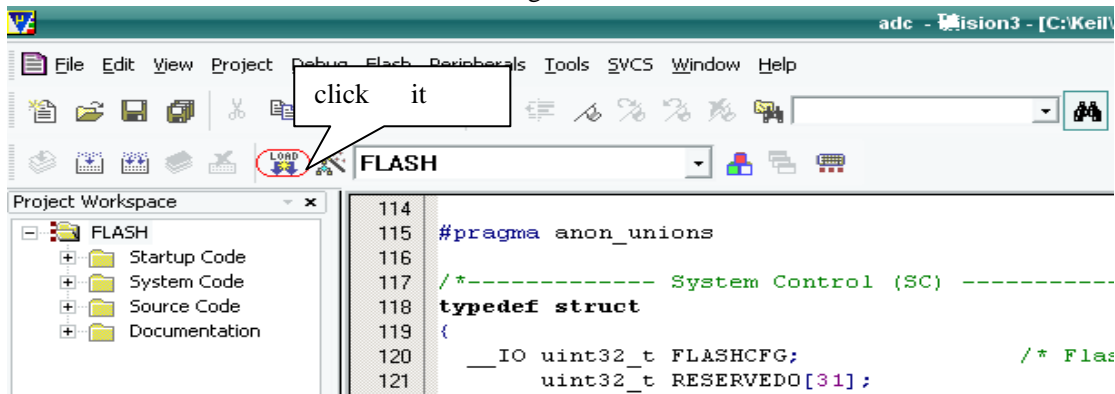 adc - µVision3 - [C:\Keil\
File Edit View Project Debug Flash Peripherals Tools SVCS Window Help
click it
LOAD
FLASH
Project Workspace
FLASH
Startup Code
System Code
Source Code
Documentation
114
115 #pragma anon_unions
116
117 /*------------- System Control (SC) -----------
118 typedef struct
119 {
120 __IO uint32_t FLASHCFG; /* Flas
121 uint32_t RESERVED0[31];